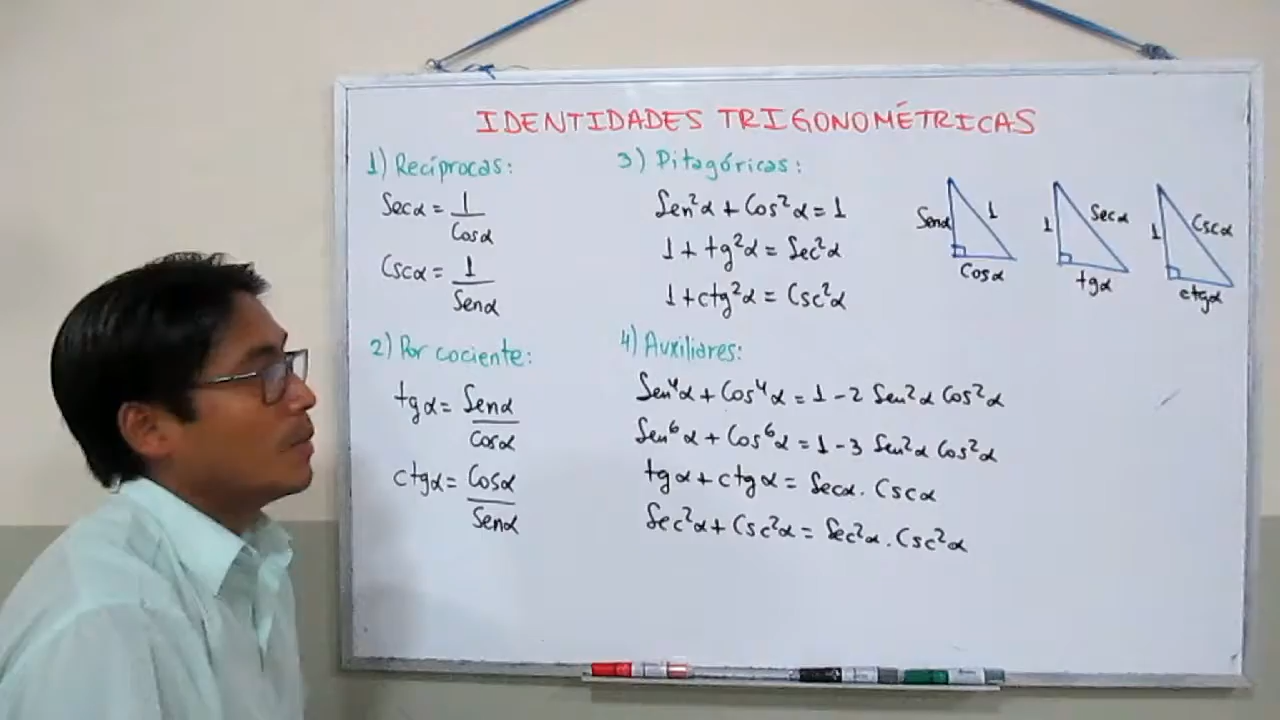 IDENTIDADES TRIGONOMÉTRICAS
1) Recíprocas:
Secα = 1/Cosα
Cscα = 1/Senα
2) Por cociente:
tgα = Senα/Cosα
ctgα = Cosα/Senα
3) Pitagóricas:
Sen²α + Cos²α = 1
1 + tg²α = Sec²α
1 + ctg²α = Csc²α
4) Auxiliares:
Sen⁴α + Cos⁴α = 1 - 2 Sen²α Cos²α
Sen⁶α + Cos⁶α = 1 - 3 Sen²α Cos²α
tgα + ctgα = Secα . Cscα
Sec²α + Csc²α = Sec²α . Csc²α
Senα 1
Cosα
1 Secα
tgα
1 Cscα
ctgα